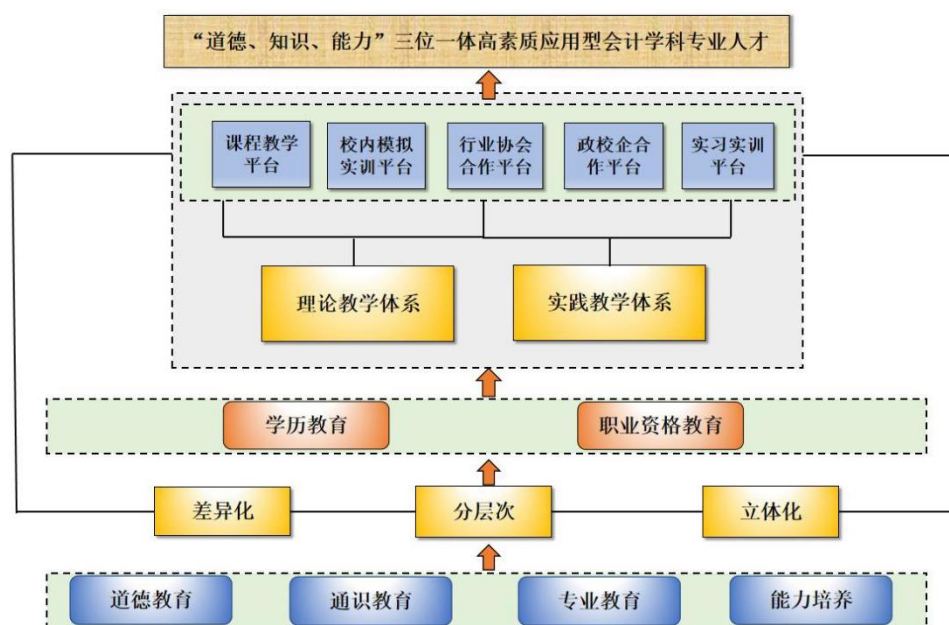 “道德、知识、能力”三位一体高素质应用型会计学科专业人才
课程教学
平台
校内模拟
实训平台
行业协会
合作平台
政校企合
作平台
实习实训
平台
理论教学体系
实践教学体系
学历教育
职业资格教育
差异化
分层次
立体化
道德教育
通识教育
专业教育
能力培养